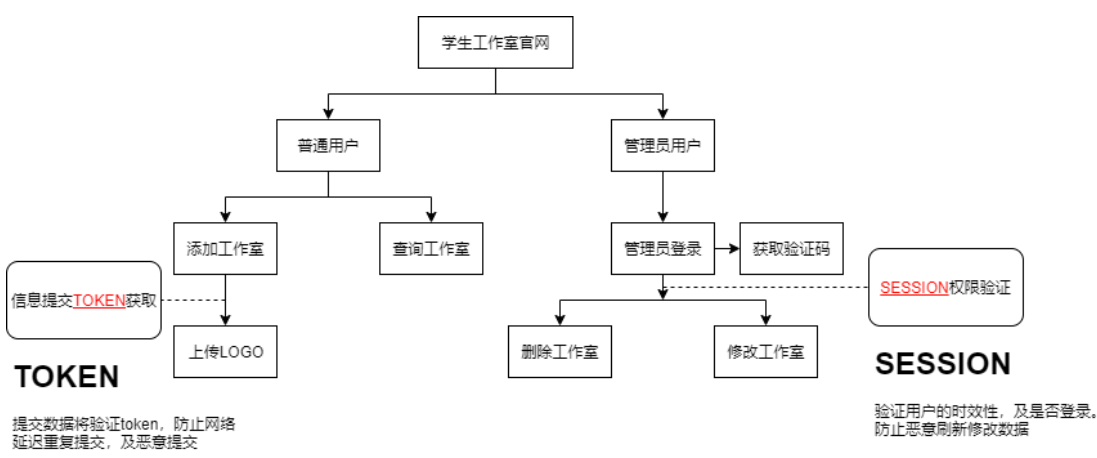 学生工作室官网
普通用户
管理员用户
添加工作室
查询工作室
管理员登录
获取验证码
信息提交TOKEN获取
SESSION权限验证
上传LOGO
删除工作室
修改工作室
TOKEN
提交数据将验证token，防止网络
延迟重复提交，及恶意提交
SESSION
验证用户的时效性，及是否登录。
防止恶意刷新修改数据